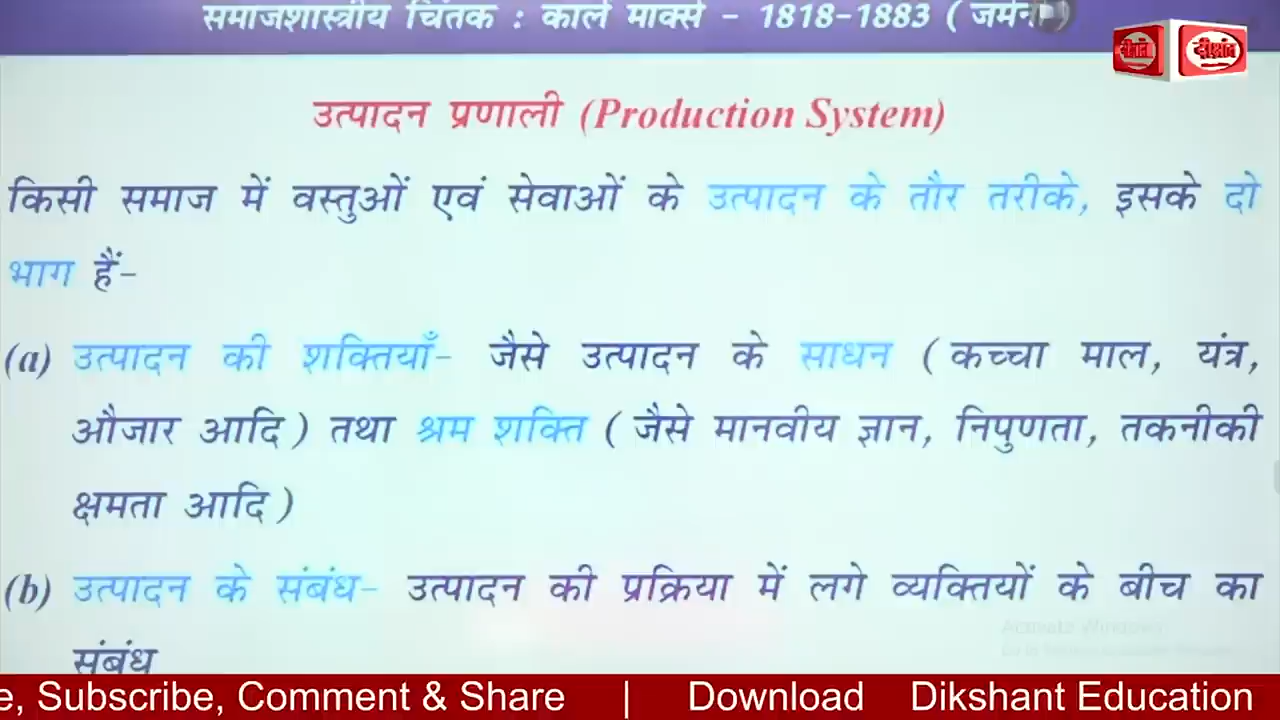 समाजशास्त्रीय चिंतक : कार्ल मार्क्स - 1818-1883 ( जर्मनी )
दीक्षांत
उत्पादन प्रणाली (Production System)
किसी समाज में वस्तुओं एवं सेवाओं के उत्पादन के तौर तरीके, इसके दो
भाग हैं-
(a) उत्पादन की शक्तियाँ- जैसे उत्पादन के साधन ( कच्चा माल, यंत्र,
औजार आदि ) तथा श्रम शक्ति ( जैसे मानवीय ज्ञान, निपुणता, तकनीकी
क्षमता आदि )
(b) उत्पादन के संबंध- उत्पादन की प्रक्रिया में लगे व्यक्तियों के बीच का
संबंध
Activate Windows
e, Subscribe, Comment & Share | Download Dikshant Education